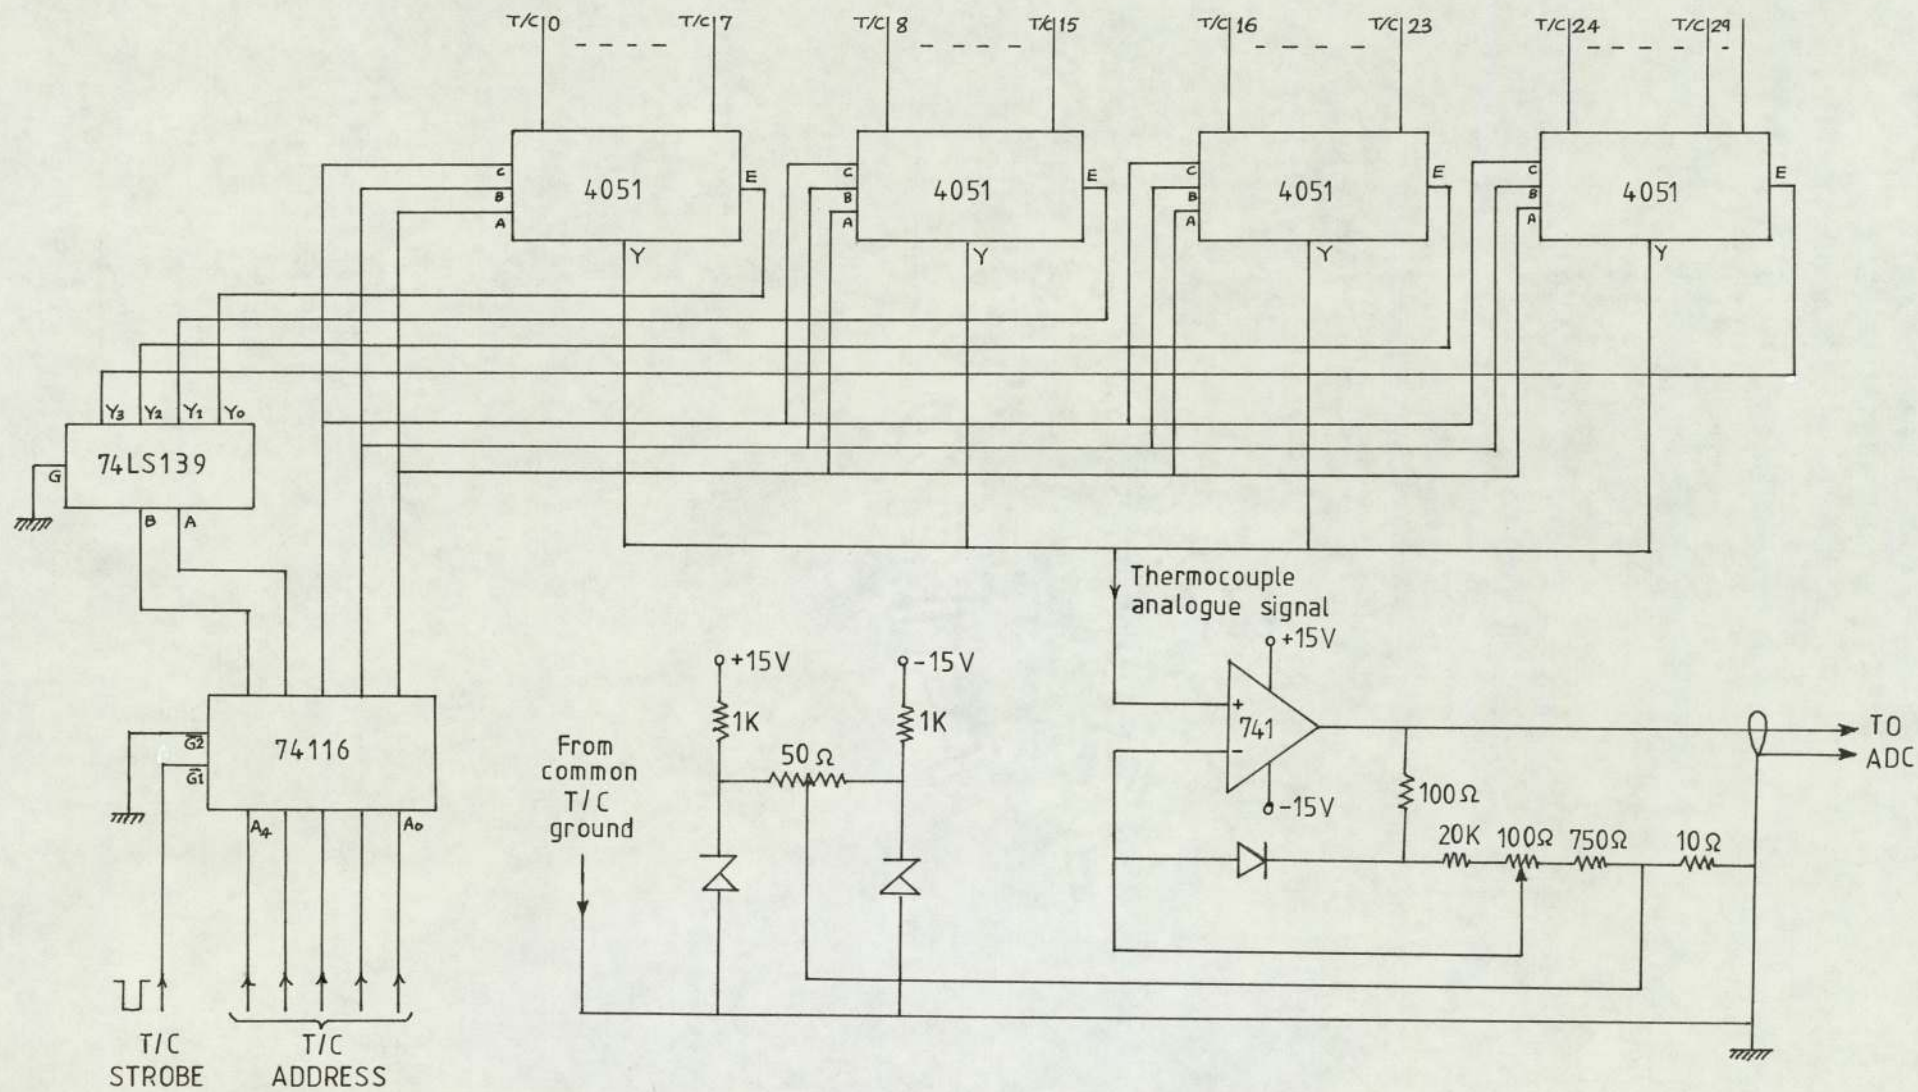 T/C 0 T/C 7 T/C 8 T/C 15 T/C 16 T/C 23 T/C 24 T/C 29
C C C C
4051 E 4051 E 4051 E 4051 E
B B B B
A A A A
Y Y Y Y
Y3 Y2 Y1 Y0
74LS139
G
B A
Thermocouple
analogue signal
+15V -15V +15V
1K 1K
+
741
-
TO
ADC
G2
74116
G1
From
common
T/C
ground
50Ω
-15V
100Ω
20K 100Ω 750Ω 10Ω
A4 A0
T/C
STROBE
T/C
ADDRESS